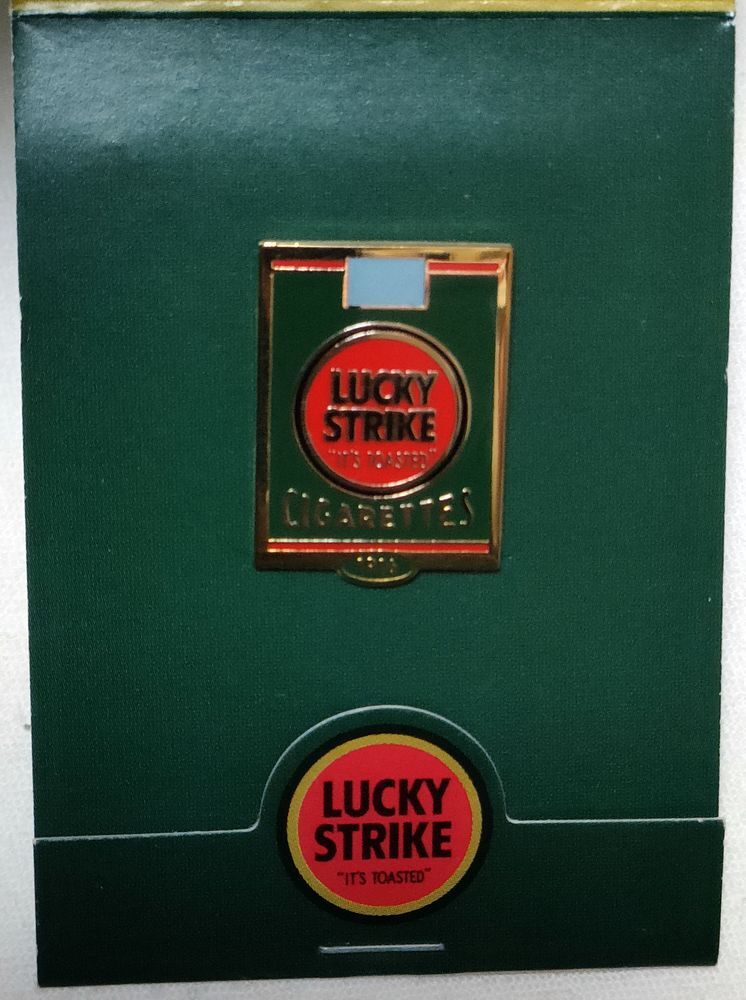 LUCKY
STRIKE
"IT'S TOASTED"
CIGARETTES
LUCKY
STRIKE
"IT'S TOASTED"